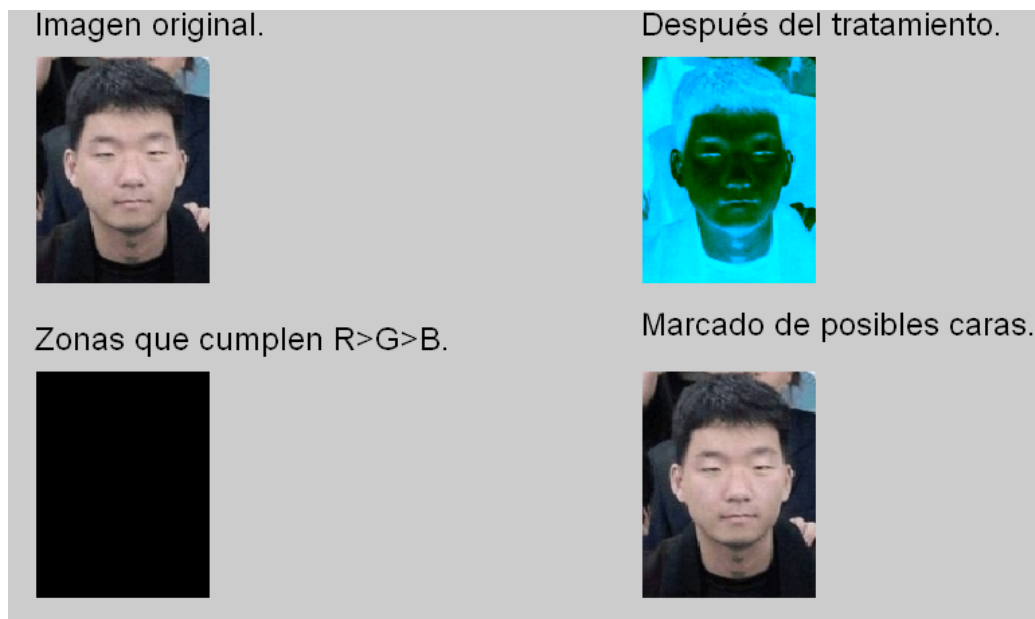 Imagen original.
Después del tratamiento.
Zonas que cumplen R>G>B.
Marcado de posibles caras.